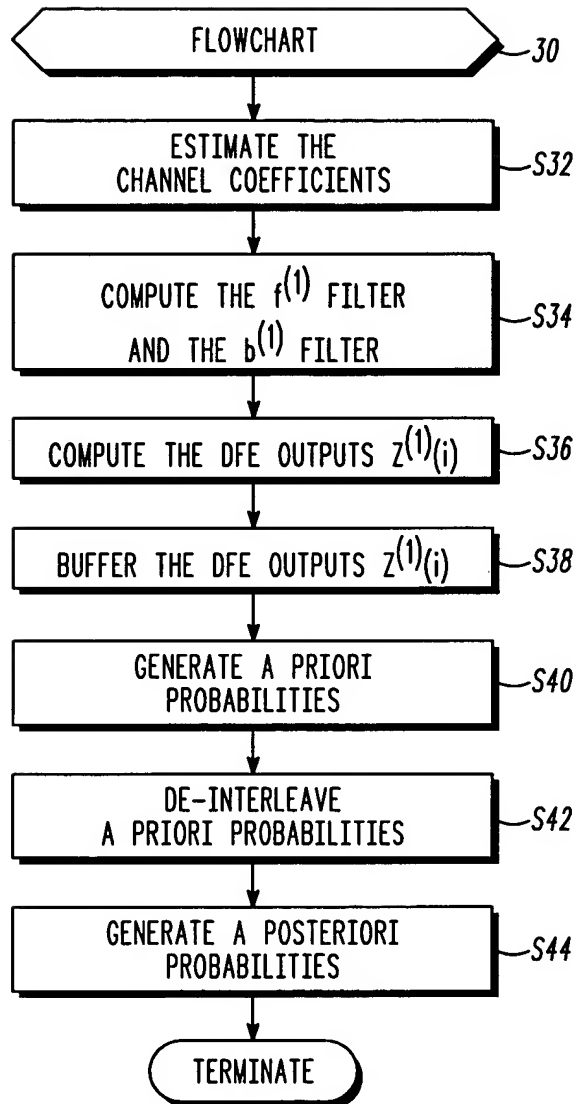 FLOWCHART
30
ESTIMATE THE
CHANNEL COEFFICIENTS
S32
COMPUTE THE f(1) FILTER
AND THE b(1) FILTER
S34
COMPUTE THE DFE OUTPUTS Z(1)(i)
S36
BUFFER THE DFE OUTPUTS Z(1)(i)
S38
GENERATE A PRIORI
PROBABILITIES
S40
DE-INTERLEAVE
A PRIORI PROBABILITIES
S42
GENERATE A POSTERIORI
PROBABILITIES
S44
TERMINATE